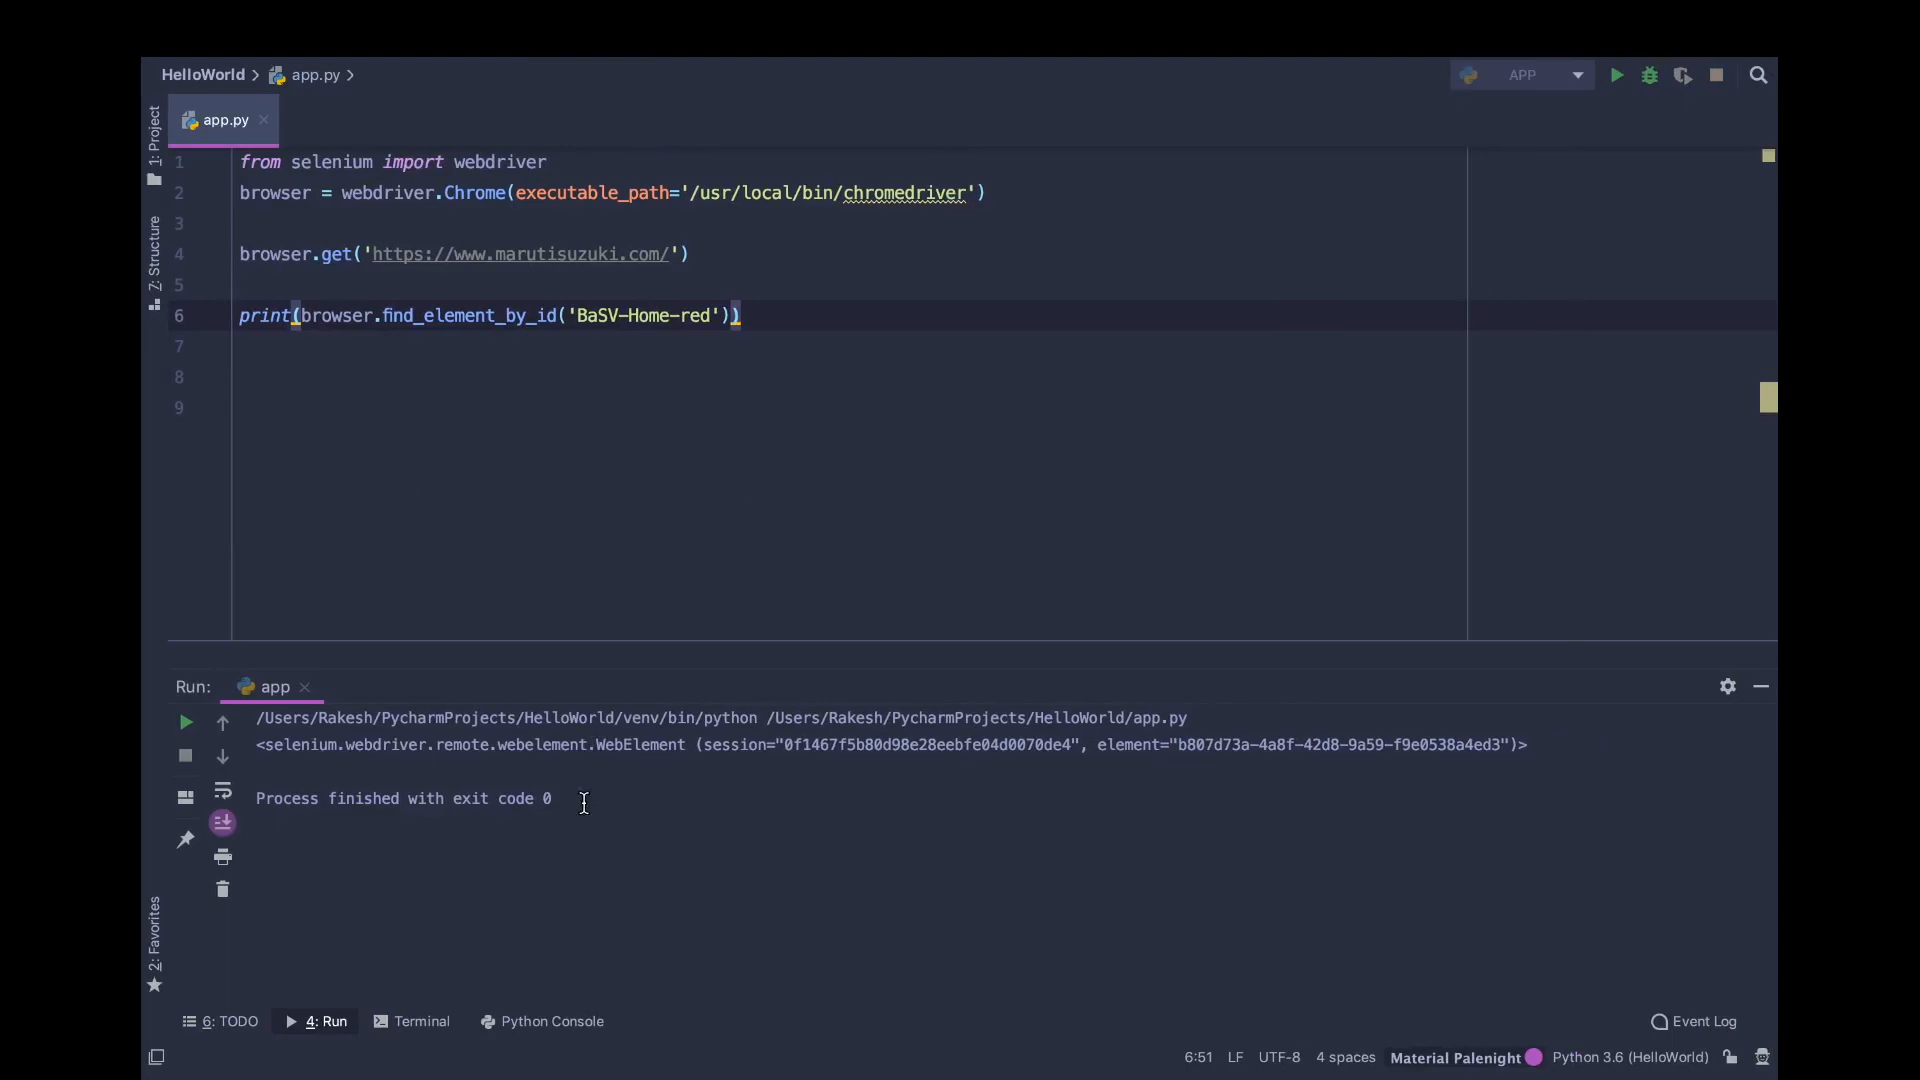 HelloWorld app.py APP
app.py
1: Project
7: Structure
2: Favorites
1 from selenium import webdriver
2 browser = webdriver.Chrome(executable_path='/usr/local/bin/chromedriver')
3
4 browser.get('https://www.marutisuzuki.com/')
5
6 print(browser.find_element_by_id('BaSV-Home-red'))
7
8
9
Run: app
/Users/Rakesh/PycharmProjects/HelloWorld/venv/bin/python /Users/Rakesh/PycharmProjects/HelloWorld/app.py
<selenium.webdriver.remote.webelement.WebElement (session="0f1467f5b80d98e28eebfe04d0070de4", element="b807d73a-4a8f-42d8-9a59-f9e0538a4ed3")>
Process finished with exit code 0
6: TODO 4: Run Terminal Python Console Event Log
6:51 LF UTF-8 4 spaces Material Palenight Python 3.6 (HelloWorld)